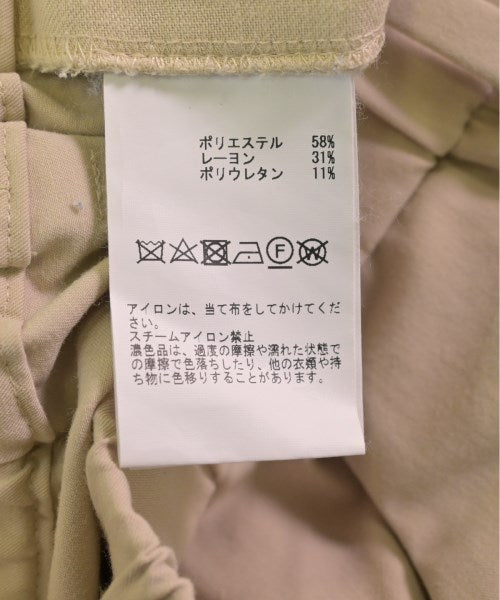 ポリエステル 58%
レーヨン 31%
ポリウレタン 11%
F W
アイロンは、当て布をしてかけてくだ
さい。
スチームアイロン禁止
濃色品は、過度の摩擦や濡れた状態で
の摩擦で色落ちしたり、他の衣類や持
ち物に色移りすることがあります。